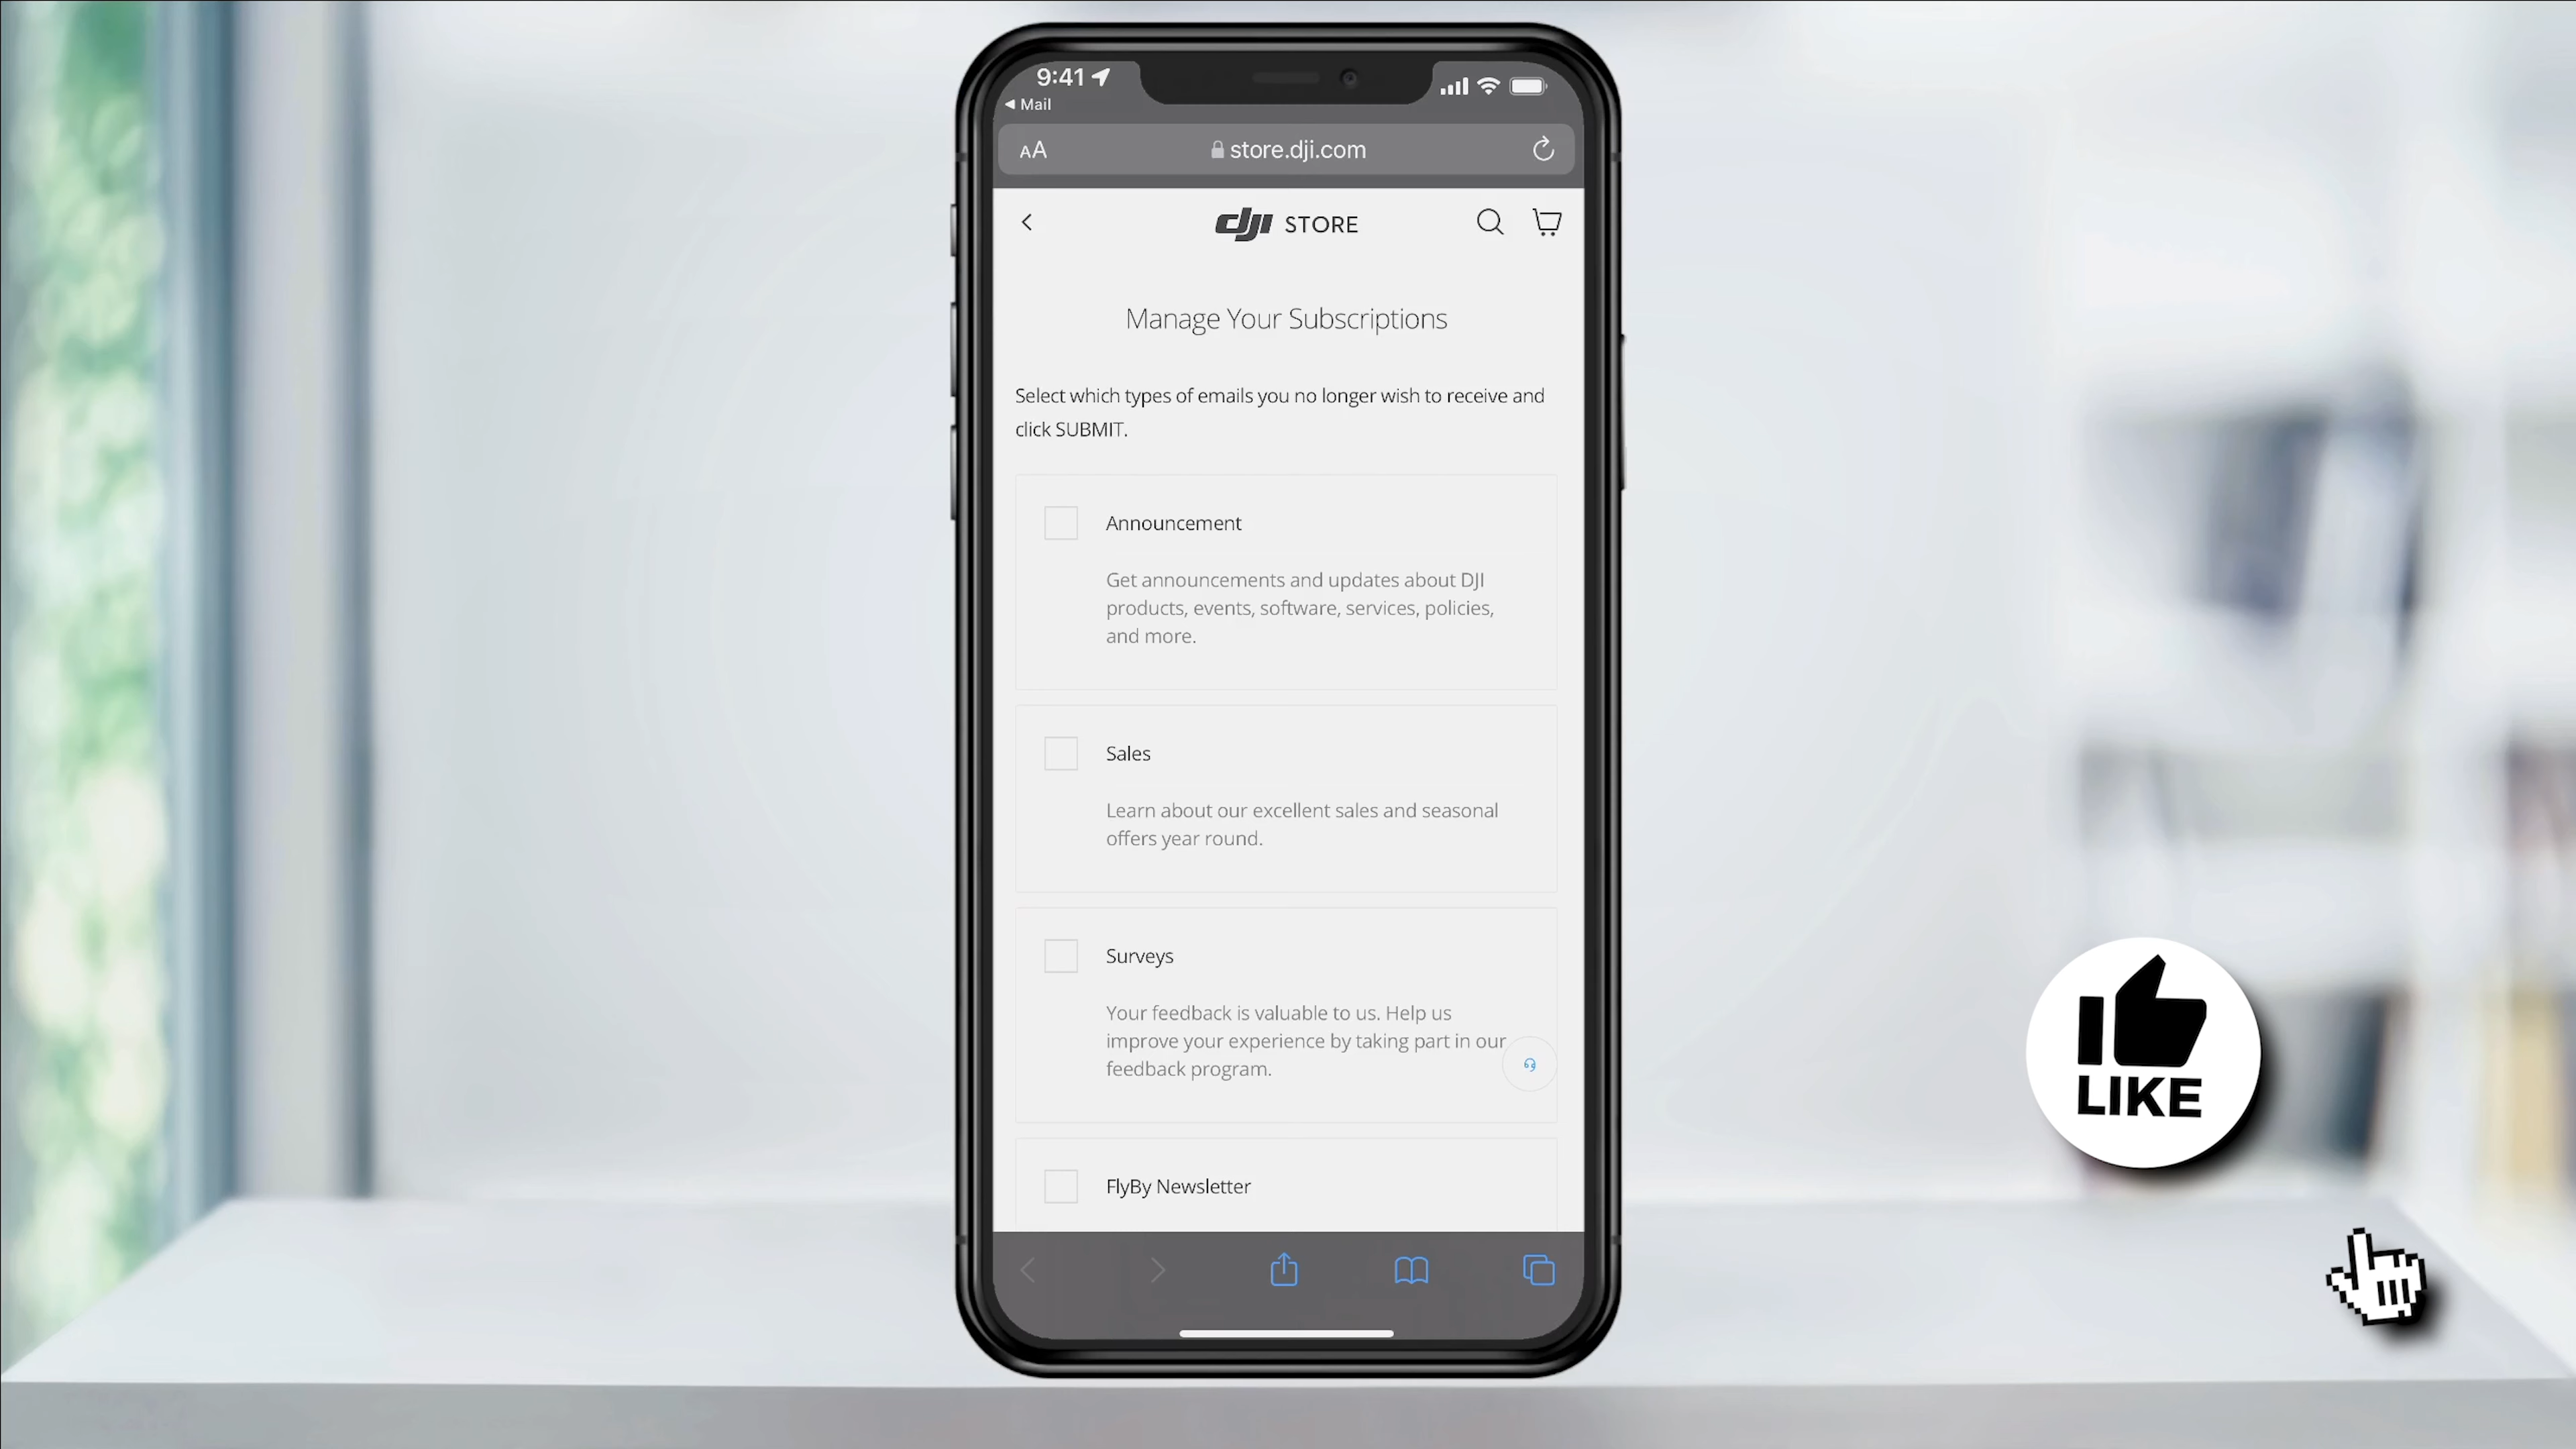 9:41
Mail
AA store.dji.com
dji STORE
Manage Your Subscriptions
Select which types of emails you no longer wish to receive and
click SUBMIT.
Announcement
Get announcements and updates about DJI
products, events, software, services, policies,
and more.
Sales
Learn about our excellent sales and seasonal
offers year round.
Surveys
Your feedback is valuable to us. Help us
improve your experience by taking part in our
feedback program.
FlyBy Newsletter
LIKE